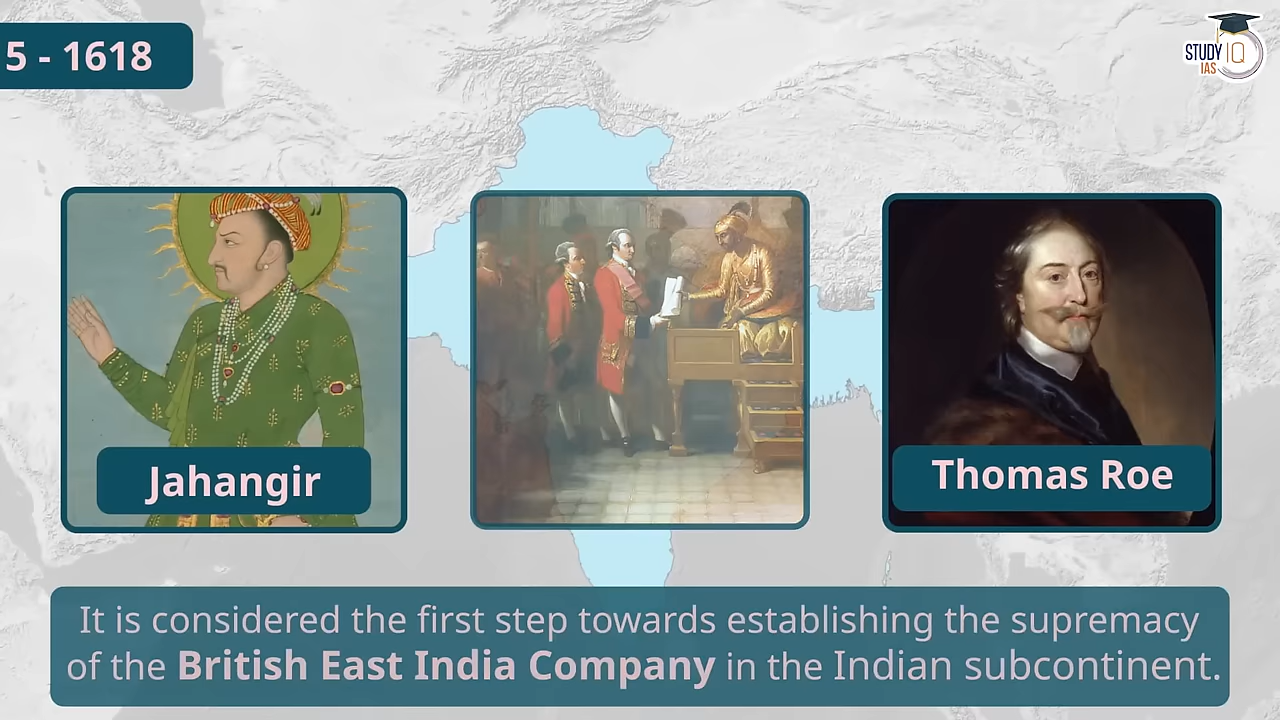 5 - 1618
STUDY IQ
IAS
Jahangir
Thomas Roe
It is considered the first step towards establishing the supremacy
of the British East India Company in the Indian subcontinent.